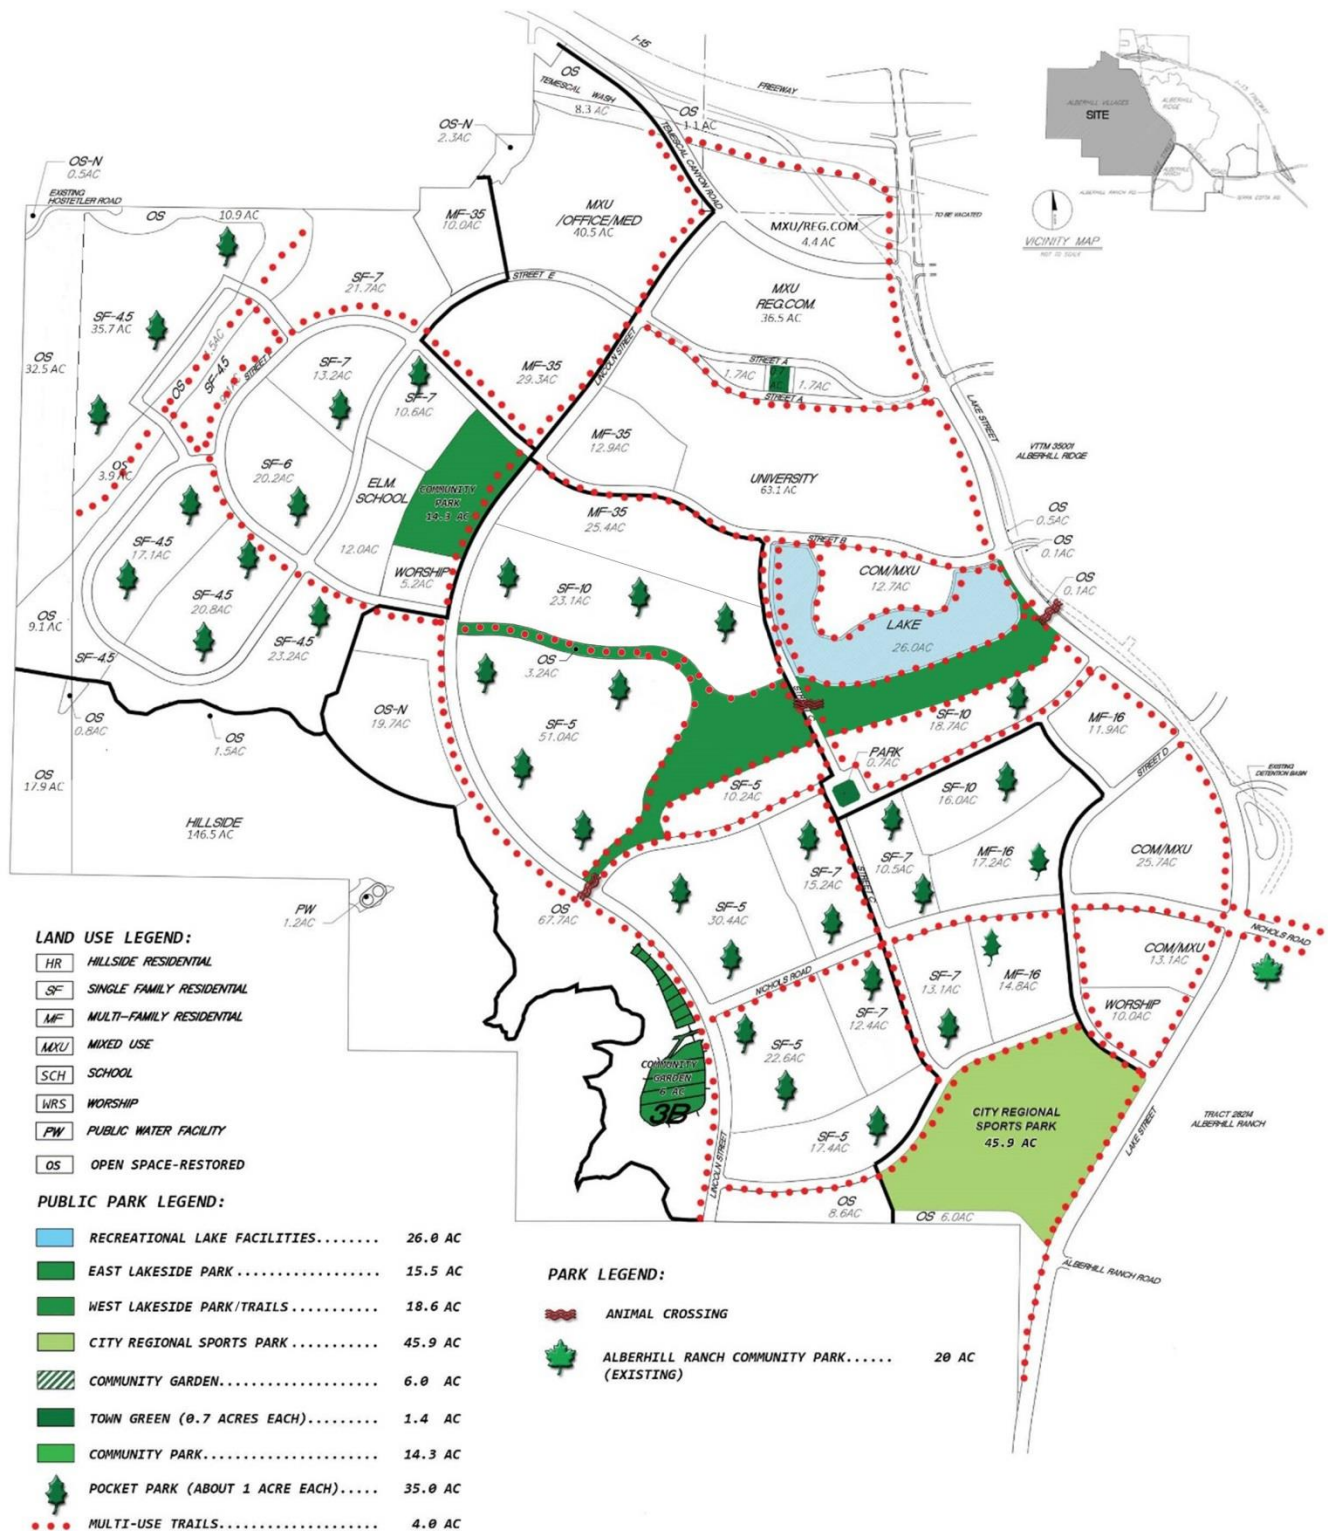 I-15
FREEWAY
OS
TEMESCAL WASH
8.3 AC
OS
1.1 AC
TEMESCAL CANYON ROAD
OS-N
2.3AC
OS-N
0.5AC
EXISTING
HOSTETLER ROAD
OS
10.9 AC
MF-35
10.0AC
MXU
/OFFICE/MED
40.5 AC
MXU/REG.COM
4.4 AC
TO BE VACATED
ALBERHILL VILLAGES
SITE
ALBERHILL
RIDGE
I-15 FREEWAY
VICINITY MAP
NOT TO SCALE
STREET E
SF-7
21.7AC
MXU
REG.COM.
36.5 AC
SF-4.5
35.7 AC
OS
32.5 AC
OS
SF-4.5
SF-7
13.2AC
SF-7
10.6AC
MF-35
29.3AC
LINCOLN STREET
STREET A
1.7AC
1.7AC
STREET A
LAKE STREET
VTTM 35001
ALBERHILL RIDGE
MF-35
12.9AC
UNIVERSITY
63.1 AC
OS
3.9 AC
SF-6
20.2AC
ELM.
SCHOOL
12.0AC
COMMUNITY
PARK
14.3 AC
MF-35
25.4AC
STREET B
OS
0.5AC
OS
0.1AC
OS
0.1AC
SF-4.5
17.1AC
SF-4.5
20.8AC
WORSHIP
5.2AC
SF-10
23.1AC
COM/MXU
12.7AC
LAKE
26.0AC
OS
9.1 AC
SF-4.5
SF-4.5
23.2AC
OS
3.2AC
OS
0.8AC
OS
1.5AC
OS-N
19.7AC
SF-5
51.0AC
SF-10
18.7AC
MF-16
11.9AC
STREET D
PARK
0.7AC
OS
17.9 AC
HILLSIDE
146.5 AC
SF-5
10.2AC
SF-10
16.0AC
EXISTING
DETENTION BASIN
SF-7
15.2AC
STREET C
SF-7
10.5AC
MF-16
17.2AC
COM/MXU
25.7AC
PW
1.2AC
OS
67.7AC
SF-5
30.4AC
NICHOLS ROAD
NICHOLS ROAD
SF-7
12.4AC
SF-7
13.1AC
MF-16
14.8AC
COM/MXU
13.1AC
WORSHIP
10.0AC
COMMUNITY
GARDEN
6 AC
3B
SF-5
22.6AC
SF-5
17.4AC
LINCOLN STREET
CITY REGIONAL
SPORTS PARK
45.9 AC
LAKE STREET
TRACT 28214
ALBERHILL RANCH
OS
8.6AC
OS 6.0AC
ALBERHILL RANCH ROAD
LAND USE LEGEND:
HR HILLSIDE RESIDENTIAL
SF SINGLE FAMILY RESIDENTIAL
MF MULTI-FAMILY RESIDENTIAL
MXU MIXED USE
SCH SCHOOL
WRS WORSHIP
PW PUBLIC WATER FACILITY
OS OPEN SPACE-RESTORED
PUBLIC PARK LEGEND:
RECREATIONAL LAKE FACILITIES........ 26.0 AC
EAST LAKESIDE PARK.................. 15.5 AC
WEST LAKESIDE PARK/TRAILS........... 18.6 AC
CITY REGIONAL SPORTS PARK........... 45.9 AC
COMMUNITY GARDEN.................... 6.0 AC
TOWN GREEN (0.7 ACRES EACH)......... 1.4 AC
COMMUNITY PARK...................... 14.3 AC
POCKET PARK (ABOUT 1 ACRE EACH)..... 35.0 AC
MULTI-USE TRAILS.................... 4.0 AC
PARK LEGEND:
ANIMAL CROSSING
ALBERHILL RANCH COMMUNITY PARK...... 20 AC
(EXISTING)